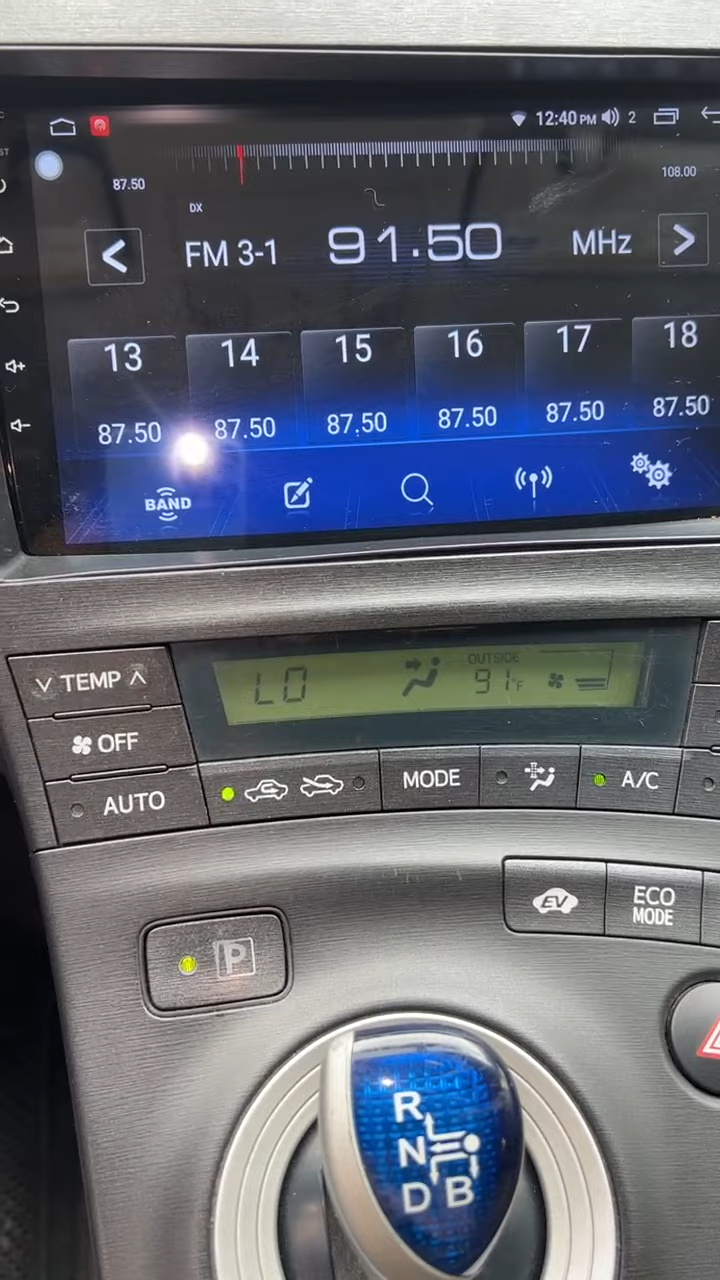 12:40 PM 2
87.50 108.00
DX
FM 3-1 91.50 MHz
13 14 15 16 17 18
87.50 87.50 87.50 87.50 87.50 87.50
BAND
TEMP
OUTSIDE
LO 91°F
OFF
AUTO
MODE
A/C
EV
ECO
MODE
P
R
N
D B